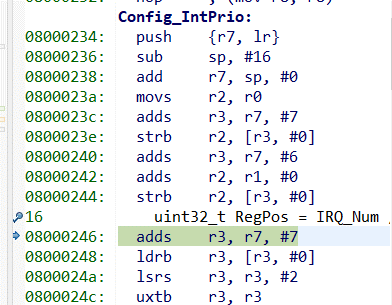 Config_IntPrio:
08000234: push {r7, lr}
08000236: sub sp, #16
08000238: add r7, sp, #0
0800023a: movs r2, r0
0800023c: adds r3, r7, #7
0800023e: strb r2, [r3, #0]
08000240: adds r3, r7, #6
08000242: adds r2, r1, #0
08000244: strb r2, [r3, #0]
16 uint32_t RegPos = IRQ_Num
08000246: adds r3, r7, #7
08000248: ldrb r3, [r3, #0]
0800024a: lsrs r3, r3, #2
0800024c: uxtb r3, r3